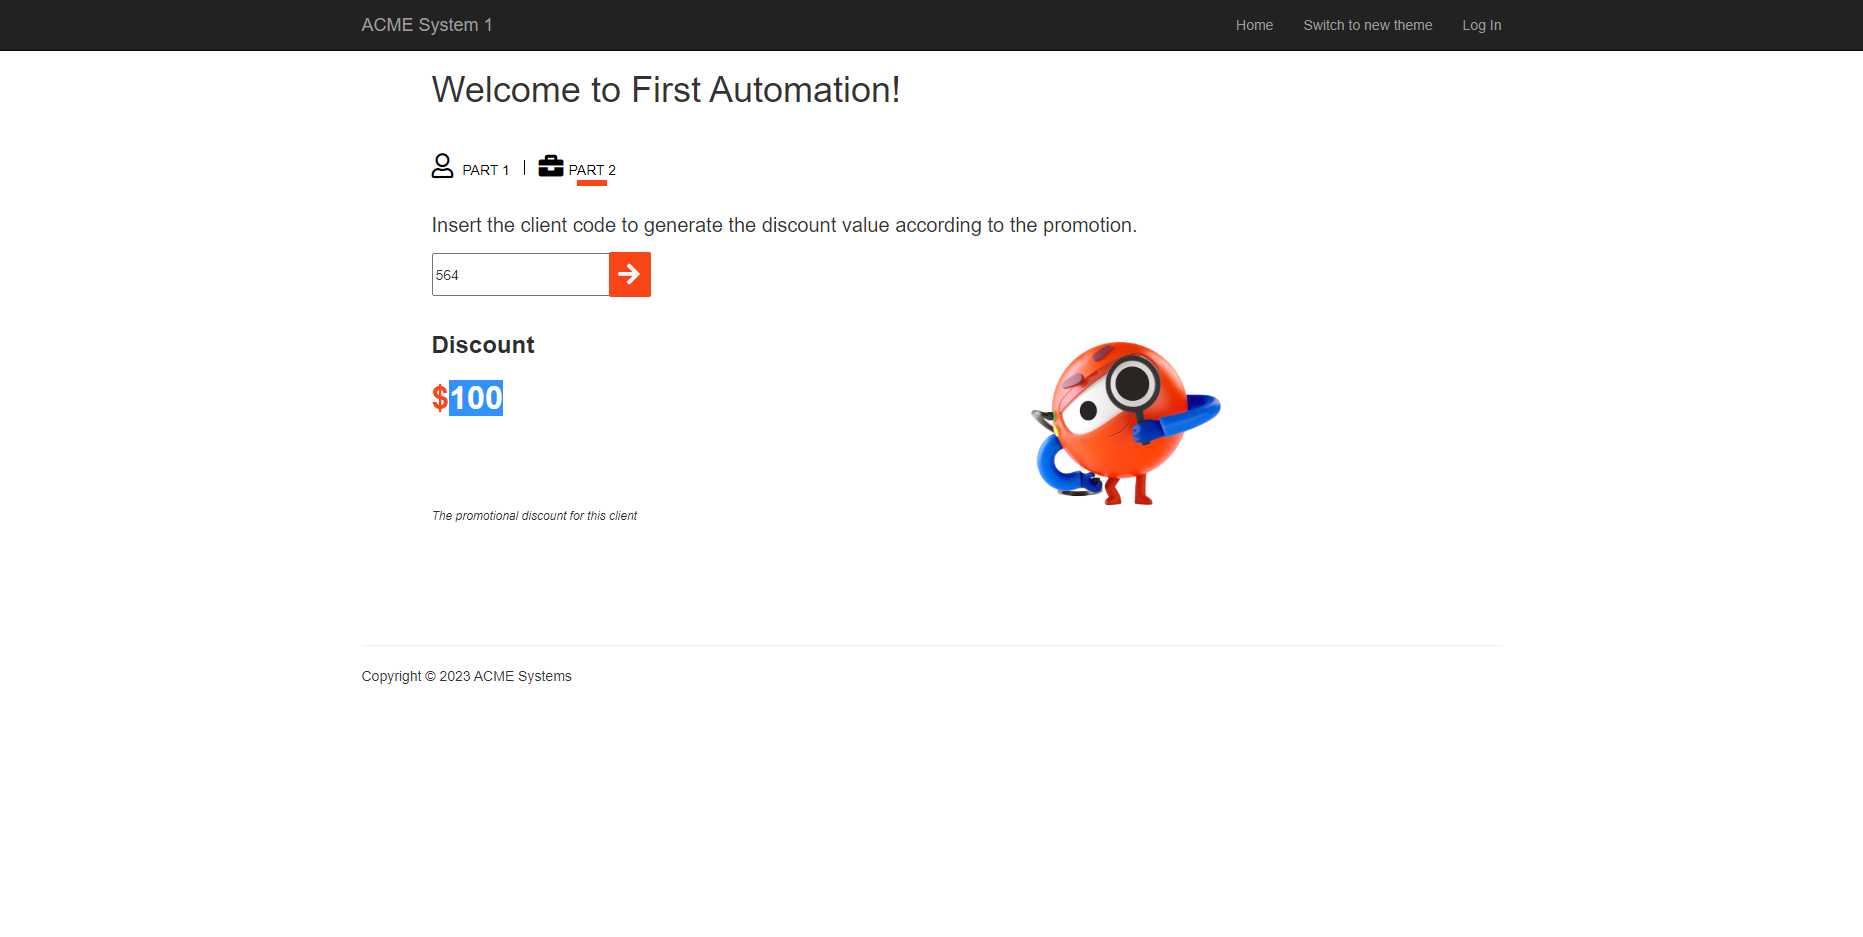 ACME System 1
Home
Switch to new theme
Log In
Welcome to First Automation!
PART 1
PART 2
Insert the client code to generate the discount value according to the promotion.
564
Discount
$100
The promotional discount for this client
Copyright © 2023 ACME Systems